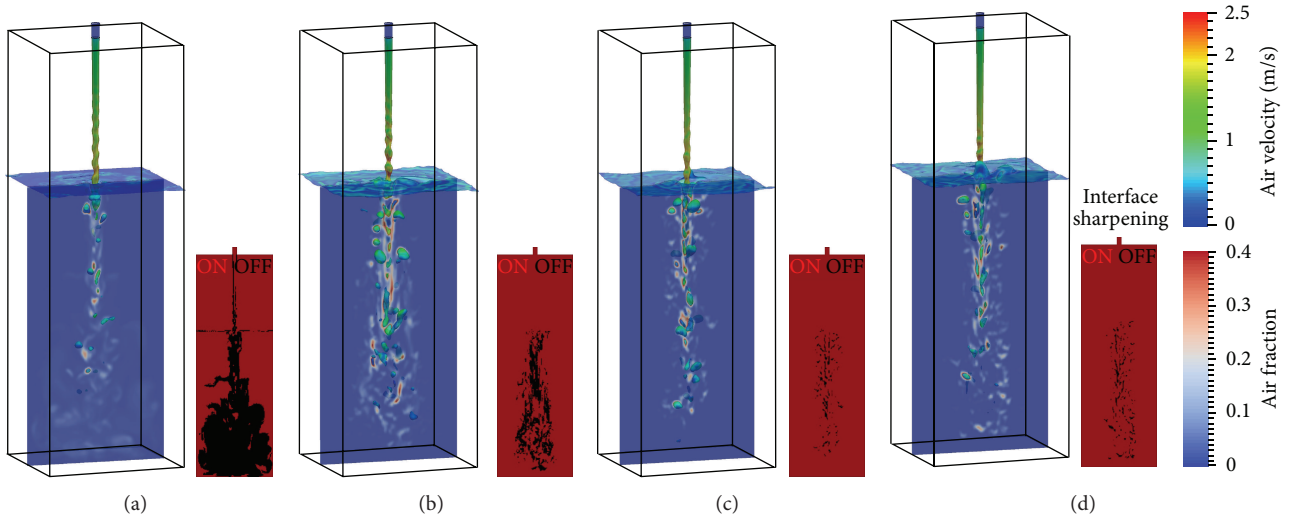 2.5
2
1
0
Air velocity (m/s)
Interface
sharpening
ON OFF
ON OFF
ON OFF
ON OFF
0.4
0.3
0.2
0.1
0
Air fraction
(a)
(b)
(c)
(d)